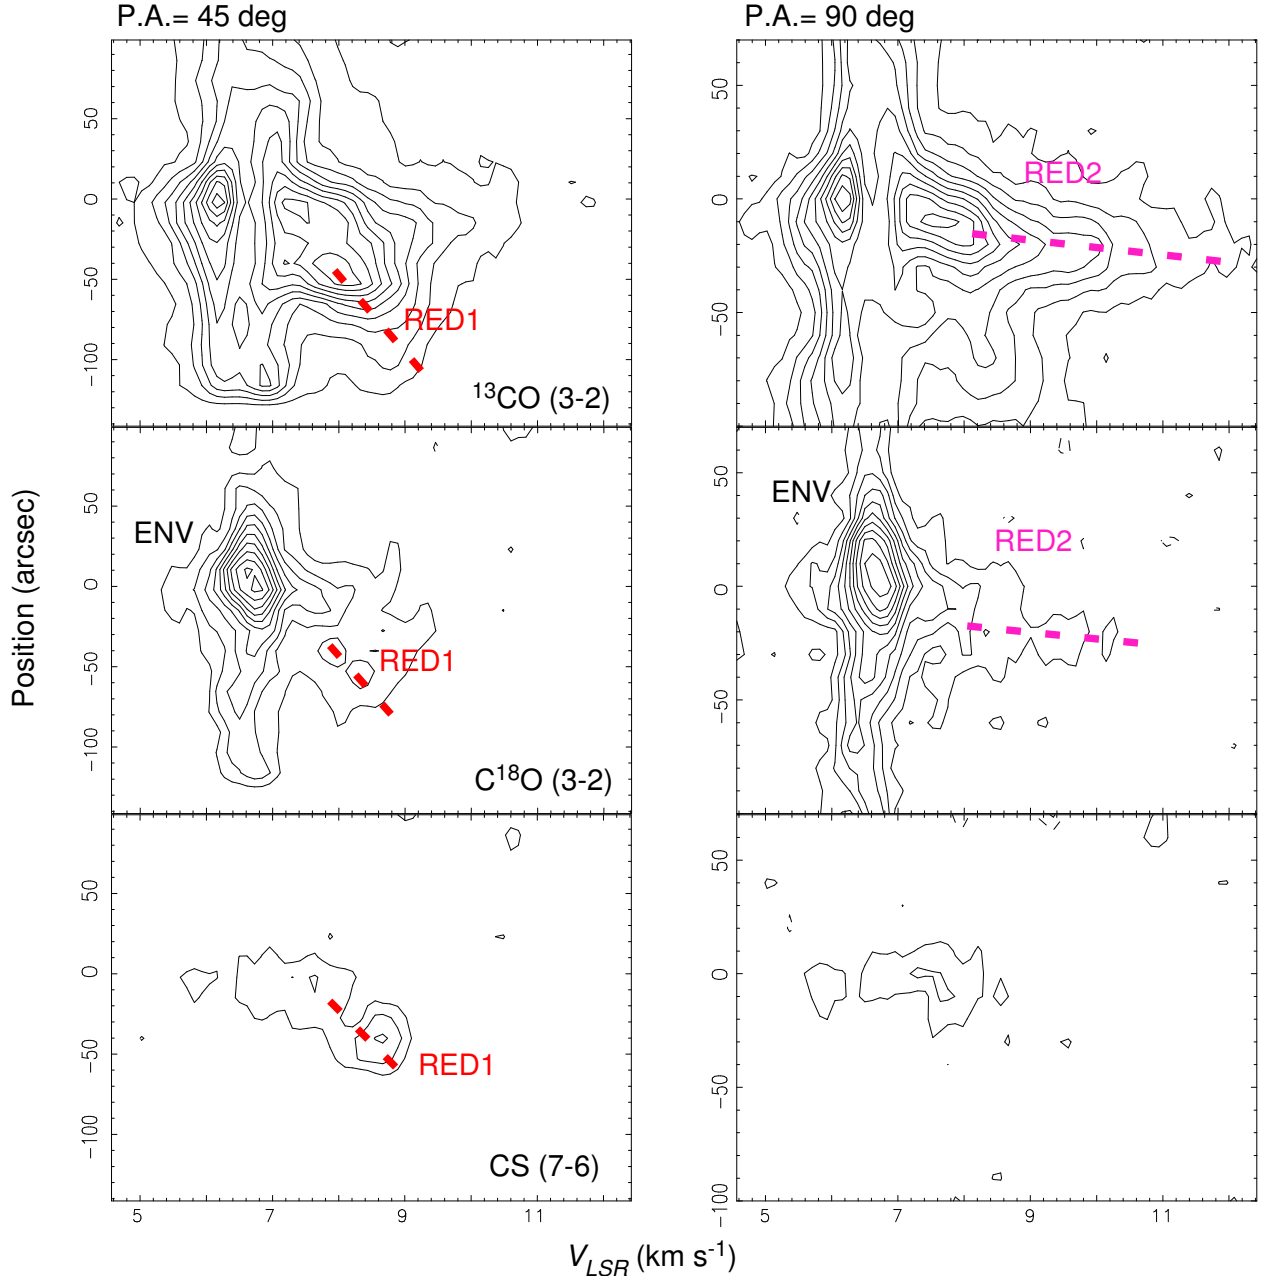 P.A.= 45 deg
P.A.= 90 deg
50
0
−50
−100
RED1
¹³CO (3-2)
50
0
−50
RED2
Position (arcsec)
50
0
−50
−100
ENV
RED1
C¹⁸O (3-2)
50
0
−50
ENV
RED2
50
0
−50
−100
RED1
CS (7-6)
50
0
−50
−100
5 7 9 11
5 7 9 11
V_LSR (km s⁻¹)